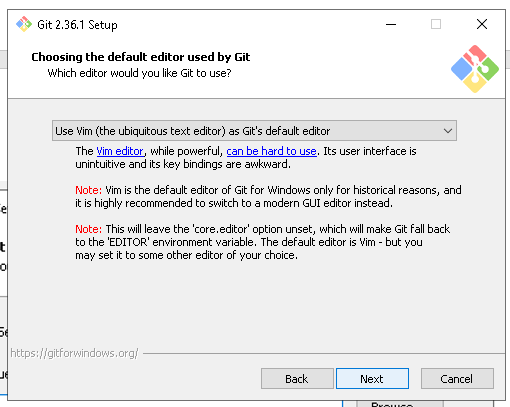 Git 2.36.1 Setup
Choosing the default editor used by Git
Which editor would you like Git to use?
Use Vim (the ubiquitous text editor) as Git's default editor
The Vim editor, while powerful, can be hard to use. Its user interface is
unintuitive and its key bindings are awkward.
Note: Vim is the default editor of Git for Windows only for historical reasons, and
it is highly recommended to switch to a modern GUI editor instead.
Note: This will leave the 'core.editor' option unset, which will make Git fall back
to the 'EDITOR' environment variable. The default editor is Vim - but you
may set it to some other editor of your choice.
https://gitforwindows.org/
Back
Next
Cancel
Browse